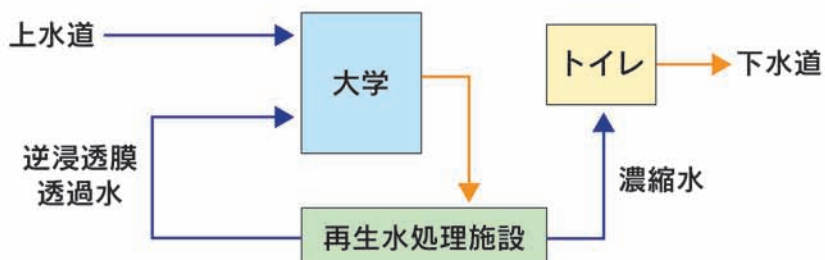 上水道
大学
トイレ
下水道
逆浸透膜
透過水
濃縮水
再生水処理施設